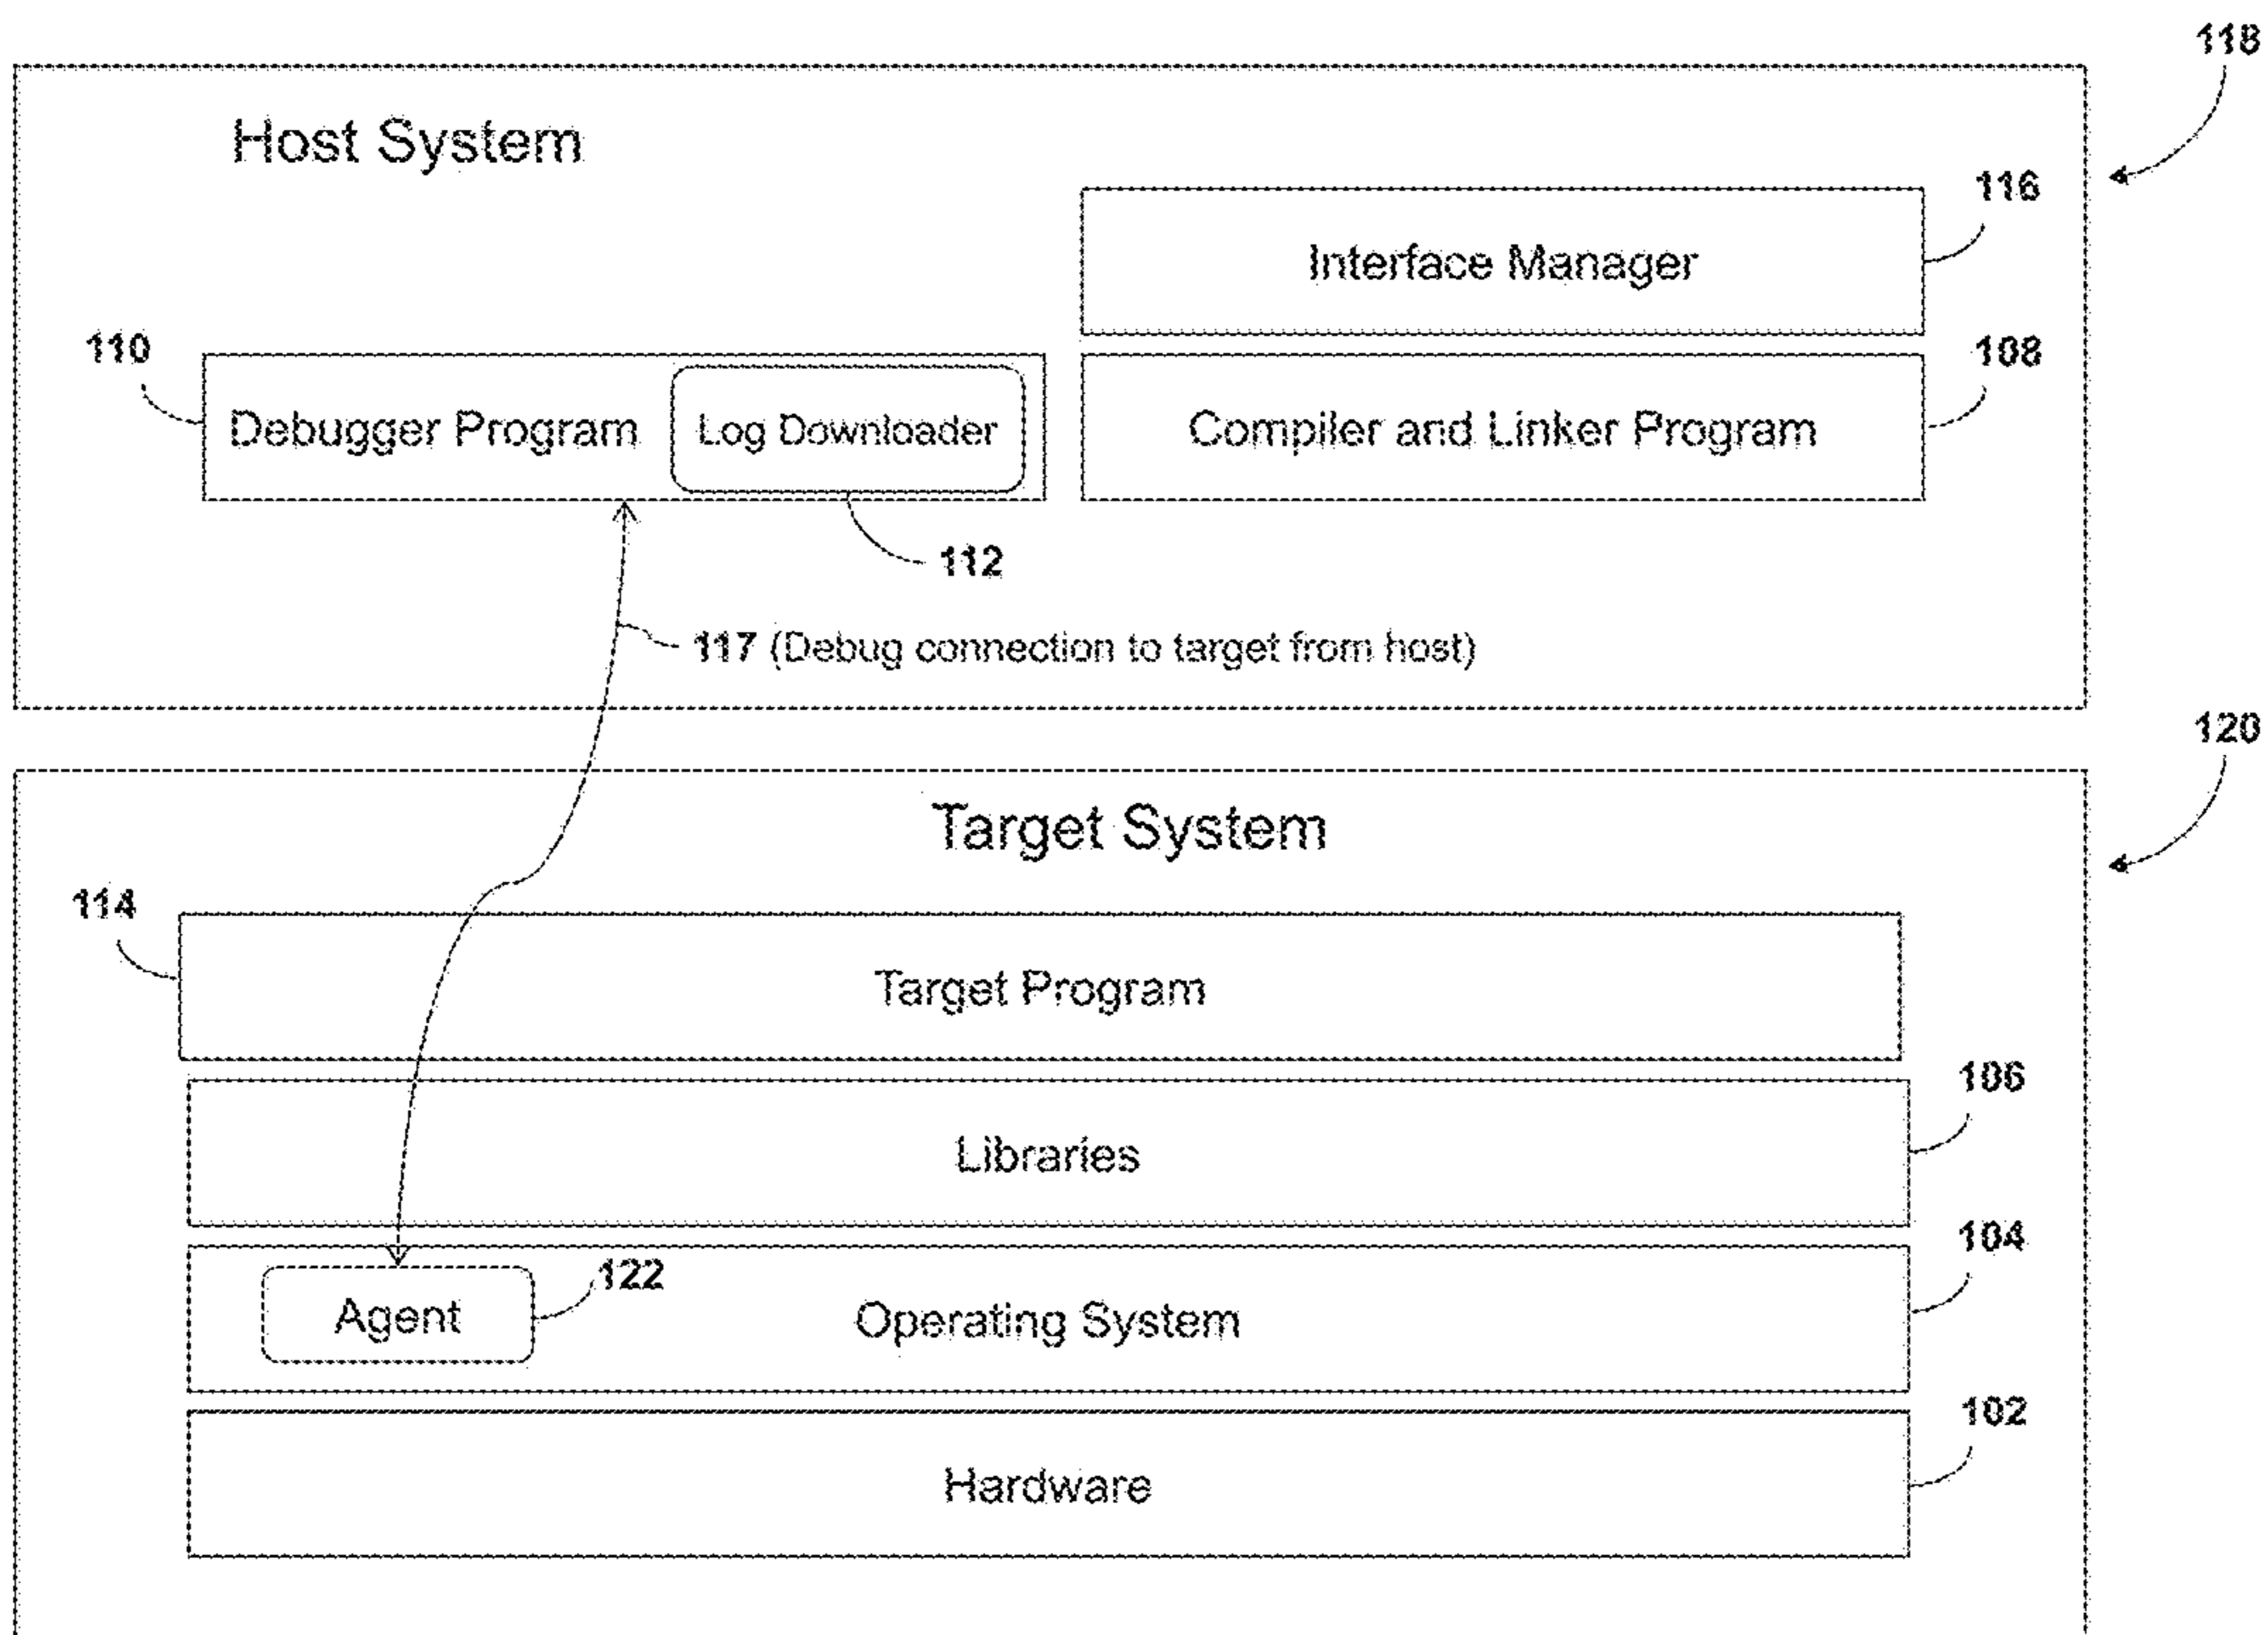 118
Host System
116
Interface Manager
110
108
Debugger Program
Log Downloader
Compiler and Linker Program
112
117 (Debug connection to target from host)
120
Target System
114
Target Program
106
Libraries
104
122
Agent
Operating System
102
Hardware